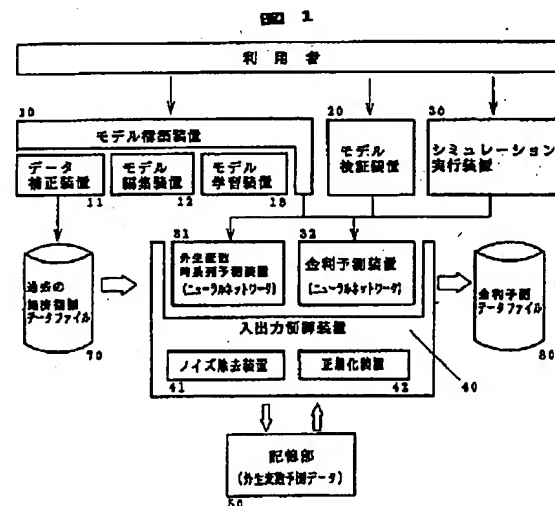 図 1
利用者
10
モデル構築装置
データ
補正装置
11
モデル
編集装置
12
モデル
学習装置
13
20
モデル
検証装置
30
シミュレーション
実行装置
過去の
経済指標
データファイル
70
31
外生変数
時系列予測装置
(ニューラルネットワーク)
32
金利予測装置
(ニューラルネットワーク)
入出力制御装置
ノイズ除去装置
41
正規化装置
42
40
金利予測
データファイル
80
記憶部
(外生変数予測データ)
50